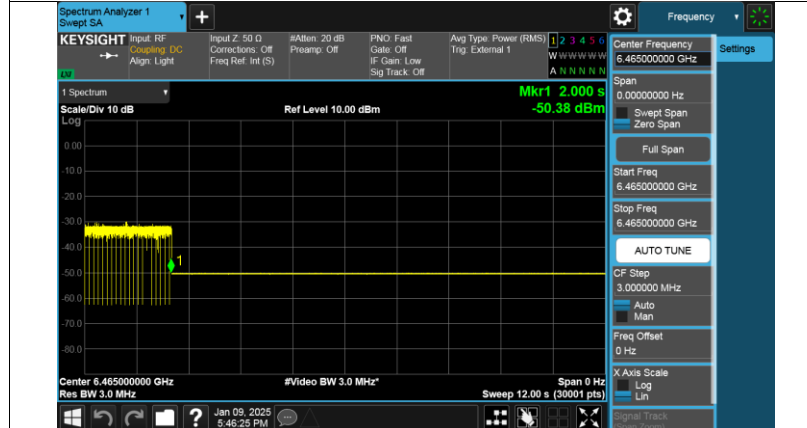 Spectrum Analyzer 1
Swept SA
Frequency
KEYSIGHT
Input: RF
Coupling: DC
Align: Light
Input Z: 50 Ω
Corrections: Off
Freq Ref: Int (S)
#Atten: 20 dB
Preamp: Off
PNO: Fast
Gate: Off
IF Gain: Low
Sig Track: Off
Avg Type: Power (RMS)
Trig: External 1
1 2 3 4 5 6
W W W W W W
A N N N N N
LXI
Center Frequency
6.465000000 GHz
Settings
1 Spectrum
Scale/Div 10 dB
Ref Level 10.00 dBm
Mkr1 2.000 s
-50.38 dBm
Log
0.00
-10.0
-20.0
-30.0
-40.0
-50.0
-60.0
-70.0
-80.0
1
Span
0.00000000 Hz
Swept Span
Zero Span
Full Span
Start Freq
6.465000000 GHz
Stop Freq
6.465000000 GHz
AUTO TUNE
CF Step
3.000000 MHz
Auto
Man
Freq Offset
0 Hz
X Axis Scale
Log
Lin
Signal Track
(Span Zoom)
Center 6.465000000 GHz
Res BW 3.0 MHz
#Video BW 3.0 MHz*
Span 0 Hz
Sweep 12.00 s (30001 pts)
?
Jan 09, 2025
5:46:25 PM